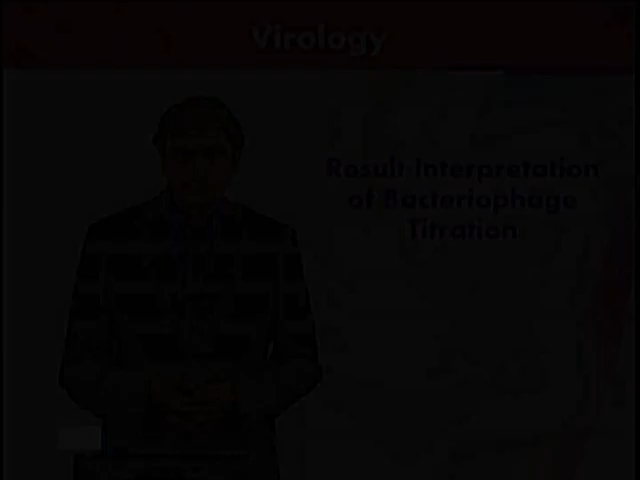 Virology
Result Interpretation
of Bacteriophage
Titration